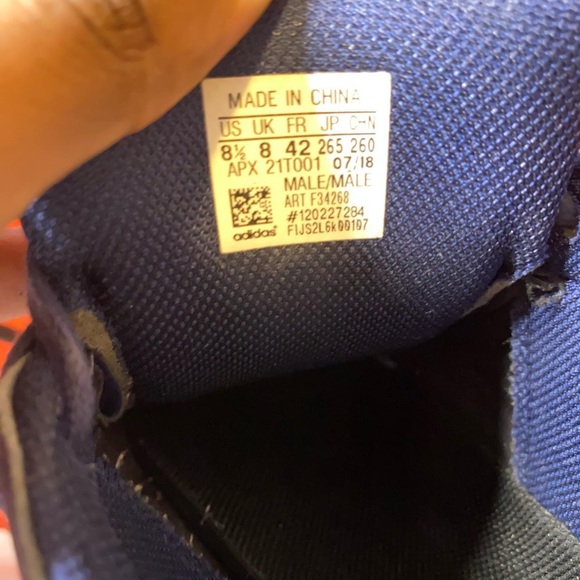 MADE IN CHINA
US UK FR JP CHN
8½ 8 42 265 260
APX 21T001 07/18
MALE/MÂLE
ART F34268
#120227284
adidas FIJS2L6k00107